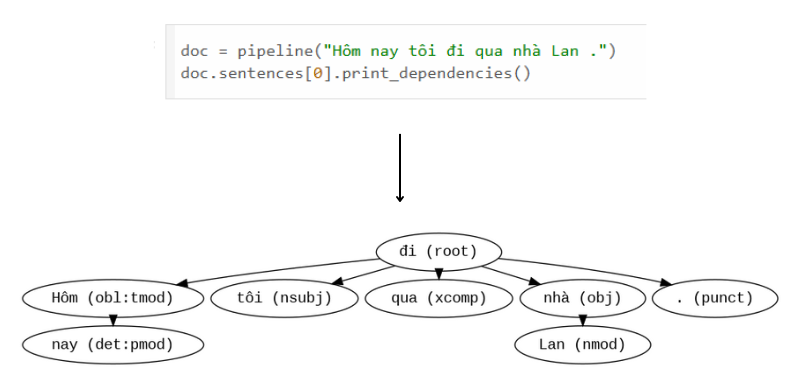 doc = pipeline("Hôm nay tôi đi qua nhà Lan .")
doc.sentences[0].print_dependencies()
đi (root)
Hôm (obl:tmod)
tôi (nsubj)
qua (xcomp)
nhà (obj)
. (punct)
nay (det:pmod)
Lan (nmod)